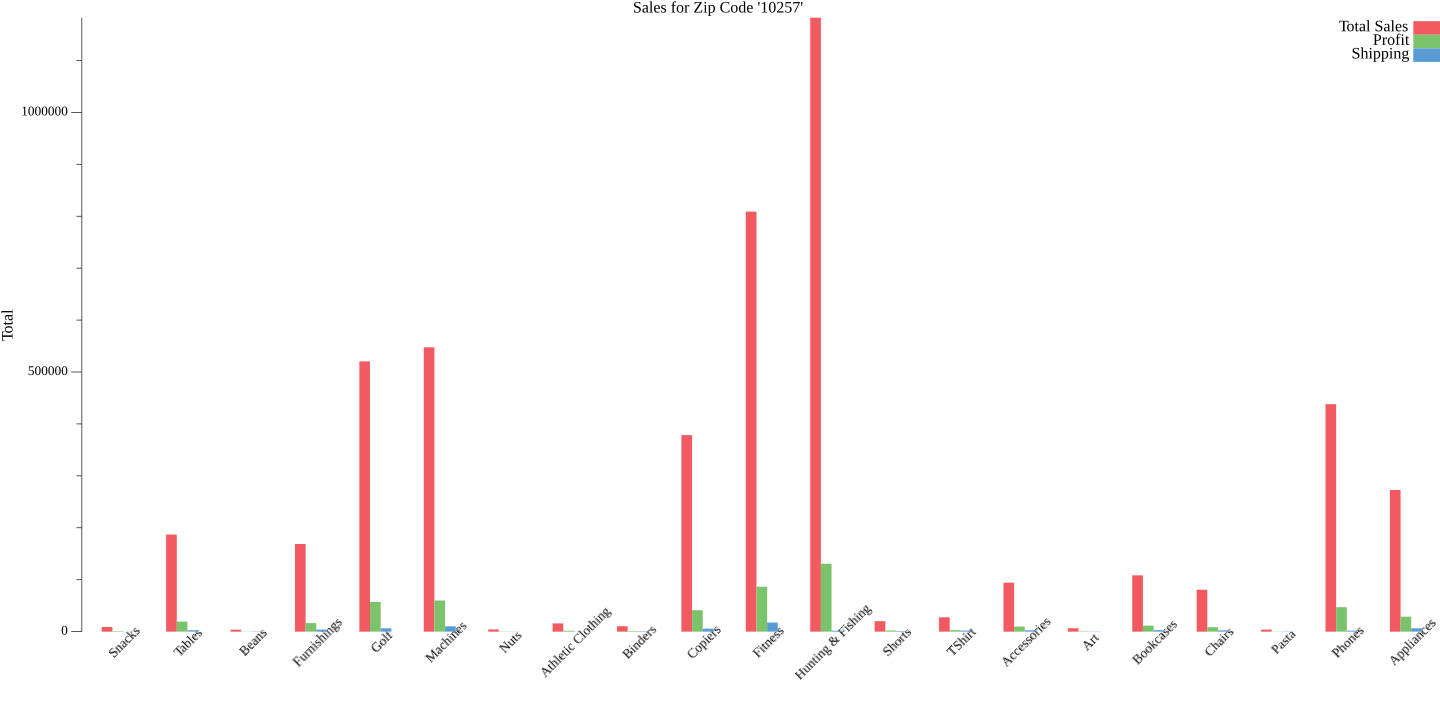 Sales for Zip Code '10257'
Total Sales
Profit
Shipping
1000000
500000
0
Total
Snacks
Tables
Beans
Furnishings
Golf
Machines
Nuts
Athletic Clothing
Binders
Copiers
Fitness
Hunting & Fishing
Shorts
TShirt
Accessories
Art
Bookcases
Chairs
Pasta
Phones
Appliances